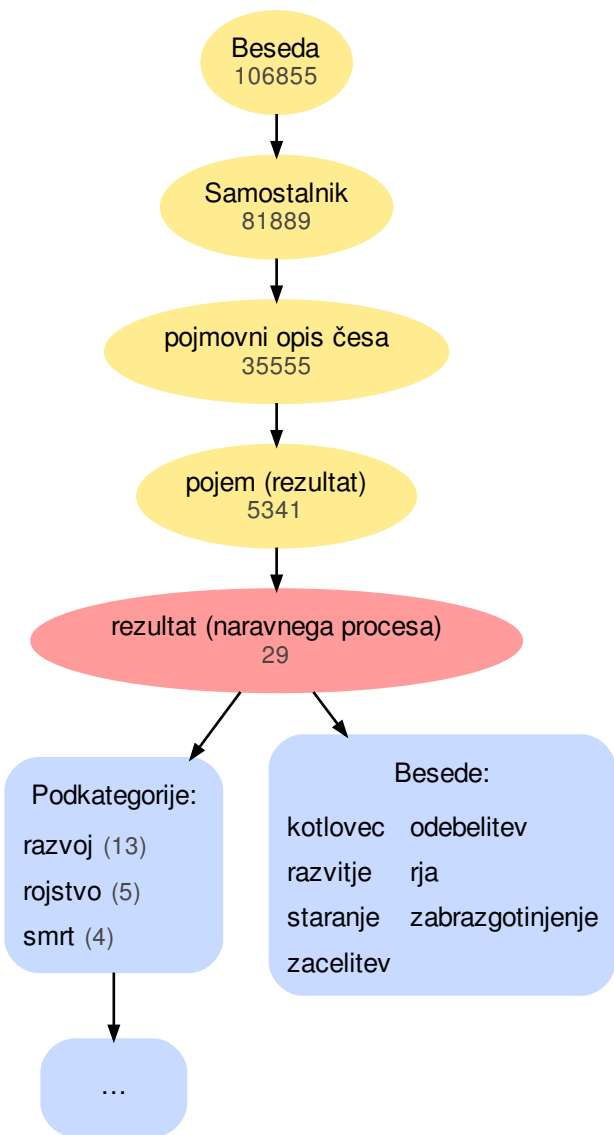 Beseda
106855
Samostalnik
81889
pojmovni opis česa
35555
pojem (rezultat)
5341
rezultat (naravnega procesa)
29
Podkategorije:
razvoj (13)
rojstvo (5)
smrt (4)
...
Besede:
kotlovec odebelitev
razvitje rja
staranje zabrazgotinjenje
zacelitev